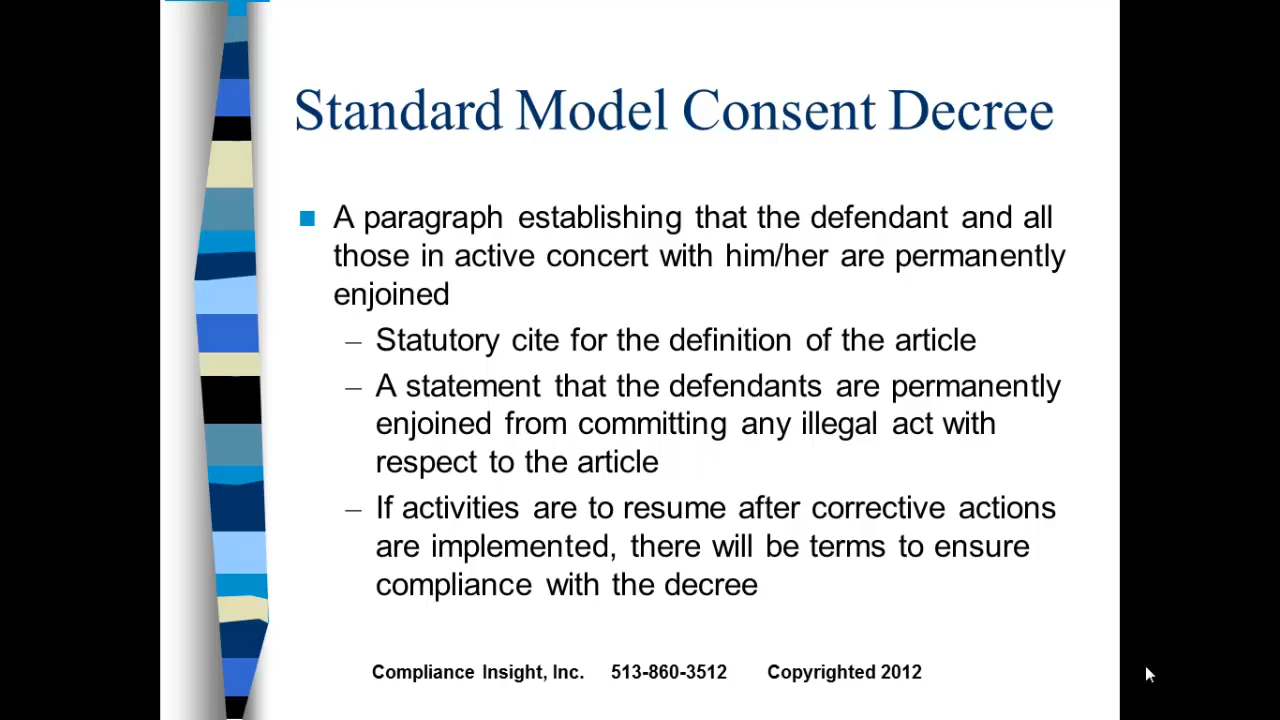 Standard Model Consent Decree
■ A paragraph establishing that the defendant and all
those in active concert with him/her are permanently
enjoined
– Statutory cite for the definition of the article
– A statement that the defendants are permanently
enjoined from committing any illegal act with
respect to the article
– If activities are to resume after corrective actions
are implemented, there will be terms to ensure
compliance with the decree
Compliance Insight, Inc. 513-860-3512 Copyrighted 2012